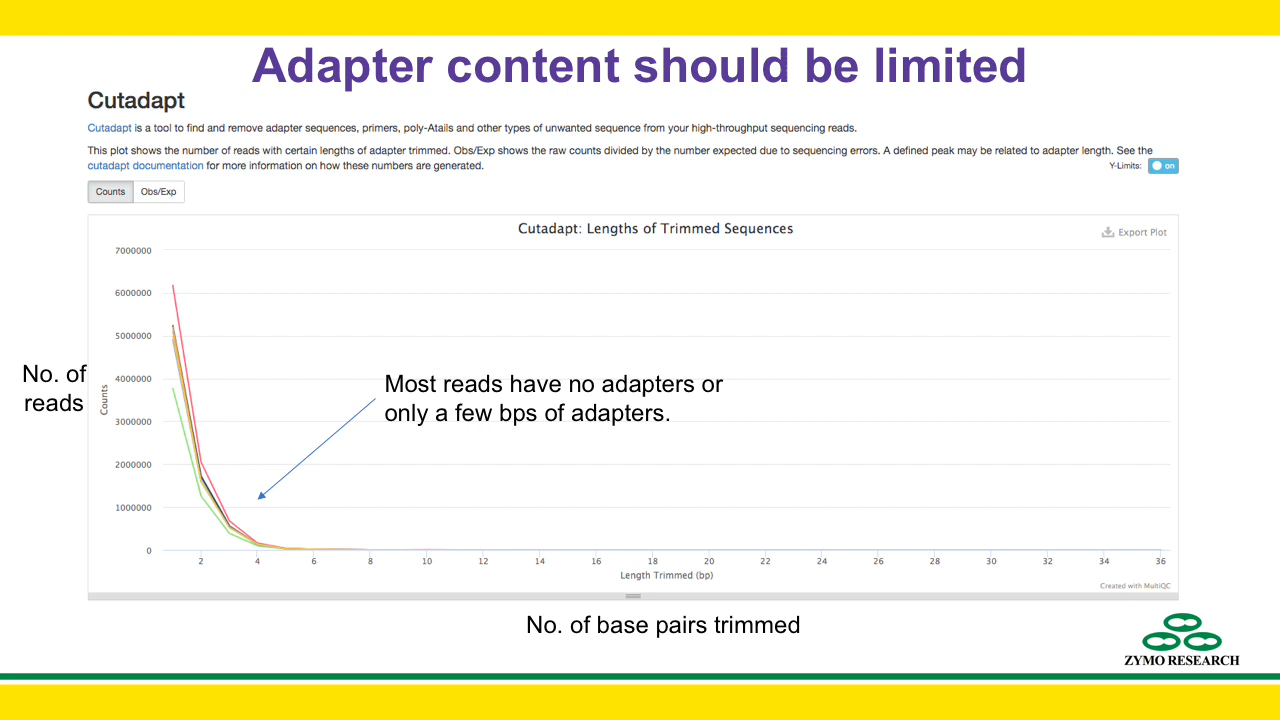 Adapter content should be limited
Cutadapt
Cutadapt is a tool to find and remove adapter sequences, primers, poly-Atails and other types of unwanted sequence from your high-throughput sequencing reads.
This plot shows the number of reads with certain lengths of adapter trimmed. Obs/Exp shows the raw counts divided by the number expected due to sequencing errors. A defined peak may be related to adapter length. See the
cutadapt documentation for more information on how these numbers are generated.
Y-Limits: on
Counts Obs/Exp
Cutadapt: Lengths of Trimmed Sequences
Export Plot
7000000
6000000
5000000
4000000
3000000
2000000
1000000
0
Counts
No. of
reads
Most reads have no adapters or
only a few bps of adapters.
2 4 6 8 10 12 14 16 18 20 22 24 26 28 30 32 34 36
Length Trimmed (bp)
Created with MultiQC
No. of base pairs trimmed
ZYMO RESEARCH